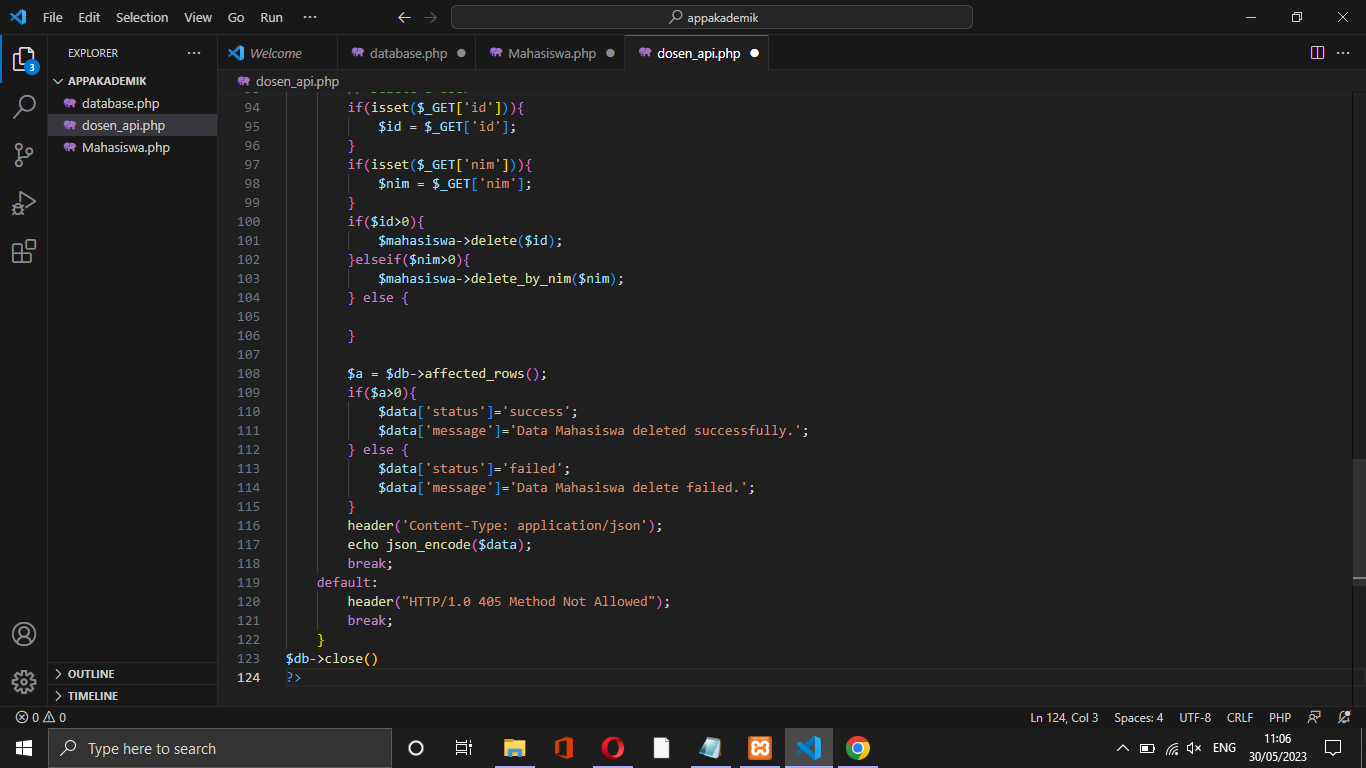 File Edit Selection View Go Run ··· appakademik
EXPLORER ···
Welcome database.php Mahasiswa.php dosen_api.php ···
APPAKADEMIK
database.php
dosen_api.php
Mahasiswa.php
3
dosen_api.php
94 if(isset($_GET['id'])){
95 $id = $_GET['id'];
96 }
97 if(isset($_GET['nim'])){
98 $nim = $_GET['nim'];
99 }
100 if($id>0){
101 $mahasiswa->delete($id);
102 }elseif($nim>0){
103 $mahasiswa->delete_by_nim($nim);
104 } else {
105
106 }
107
108 $a = $db->affected_rows();
109 if($a>0){
110 $data['status']='success';
111 $data['message']='Data Mahasiswa deleted successfully.';
112 } else {
113 $data['status']='failed';
114 $data['message']='Data Mahasiswa delete failed.';
115 }
116 header('Content-Type: application/json');
117 echo json_encode($data);
118 break;
119 default:
120 header("HTTP/1.0 405 Method Not Allowed");
121 break;
122 }
123 $db->close()
124 ?>
OUTLINE
TIMELINE
0 0 Ln 124, Col 3 Spaces: 4 UTF-8 CRLF PHP
Type here to search
ENG
11:06
30/05/2023